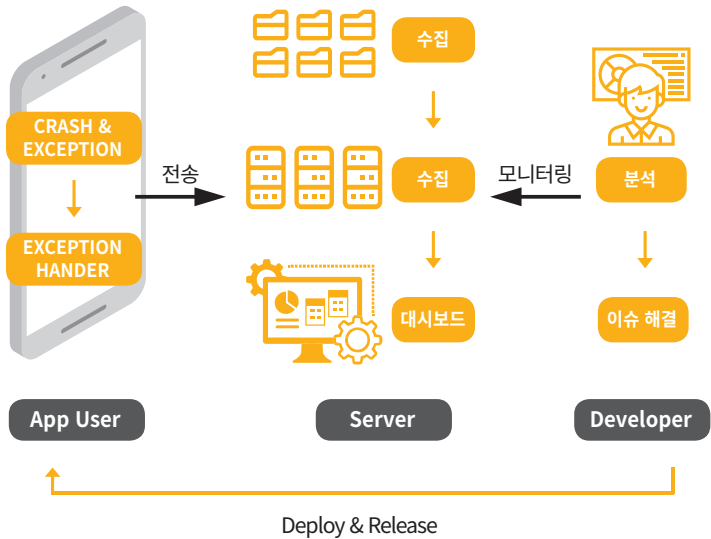 수집
CRASH &
EXCEPTION
전송
수집
모니터링
분석
EXCEPTION
HANDER
대시보드
이슈 해결
App User
Server
Developer
Deploy & Release